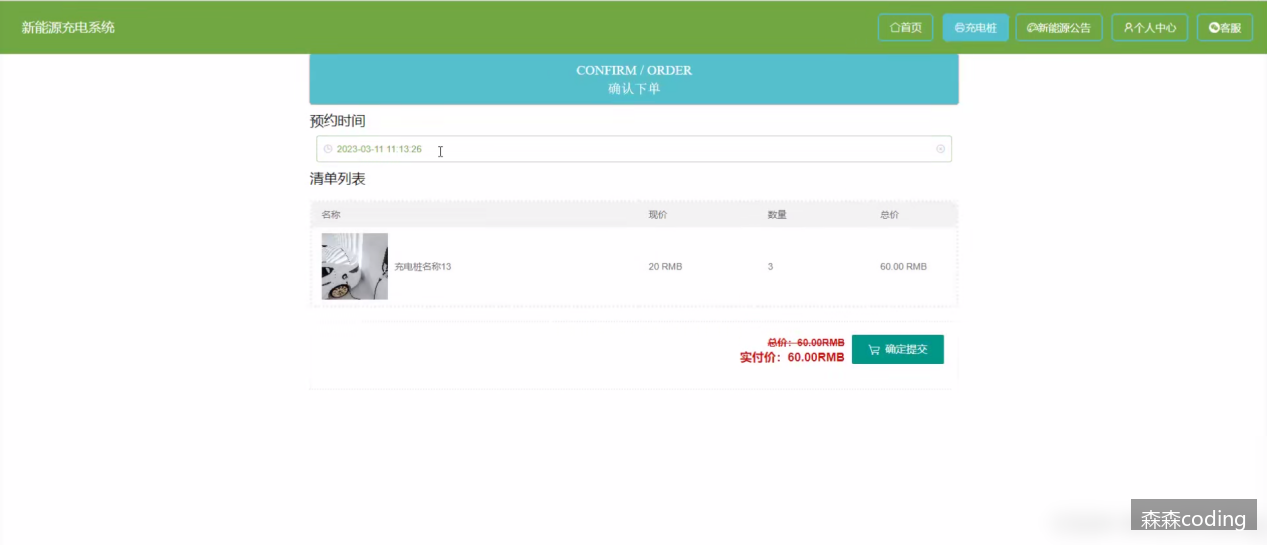 新能源充电系统
首页
充电桩
新能源公告
个人中心
客服
CONFIRM / ORDER
确认下单
预约时间
2023-03-11 11:13:26
清单列表
名称 现价 数量 总价
充电桩名称13 20 RMB 3 60.00 RMB
总价：60.00RMB
实付价：60.00RMB
确定提交
森森coding